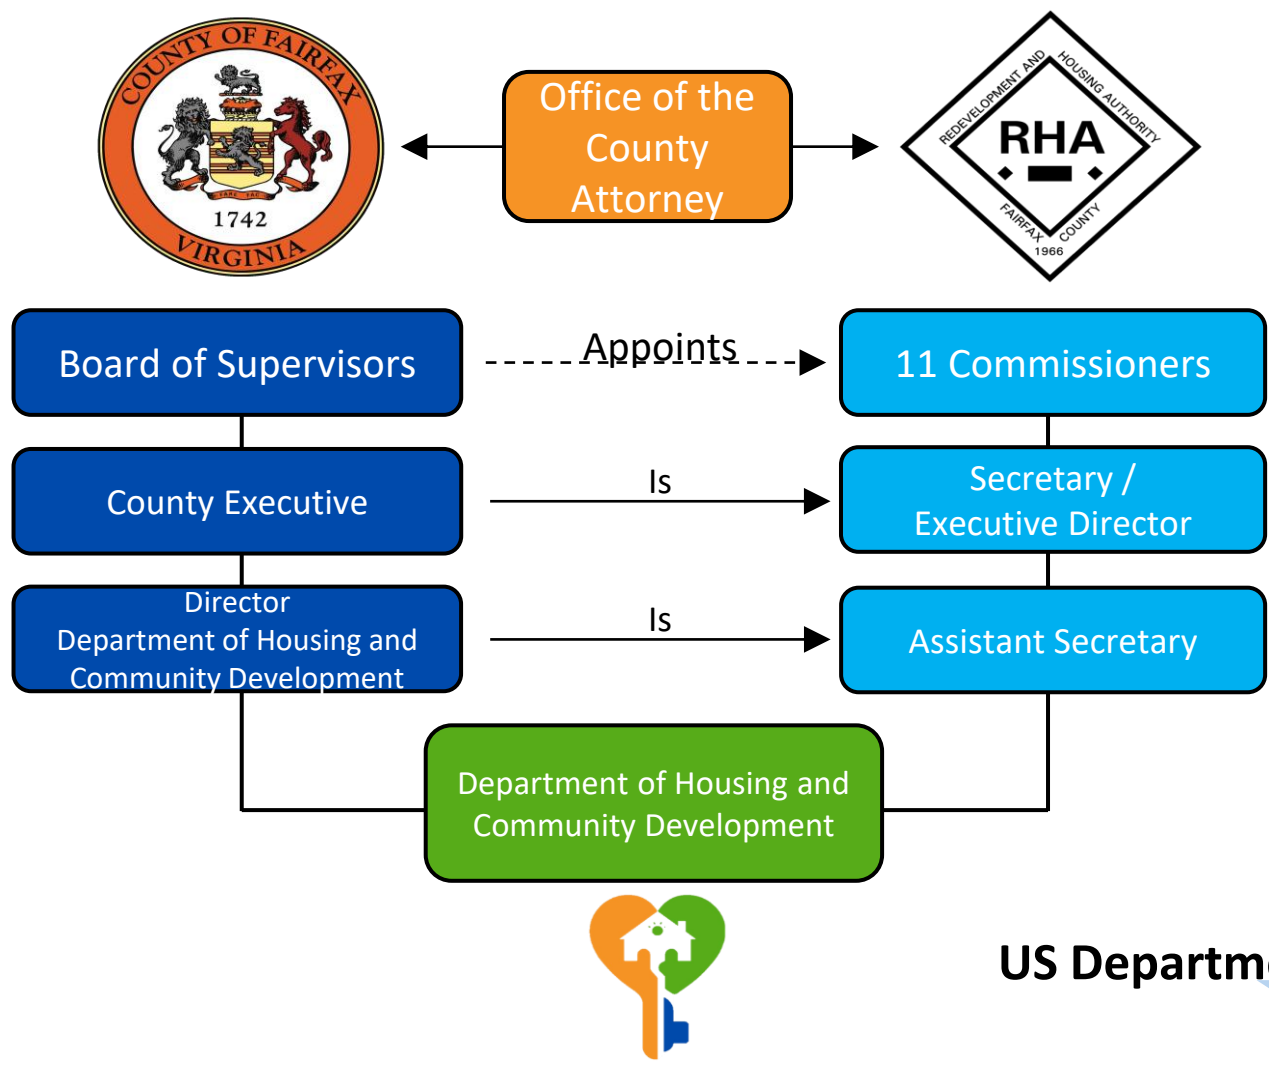 COUNTY OF FAIRFAX
1742
VIRGINIA
Office of the
County
Attorney
REDEVELOPMENT AND
HOUSING AUTHORITY
RHA
FAIRFAX
COUNTY
1966
Board of Supervisors
Appoints
11 Commissioners
County Executive
Is
Secretary /
Executive Director
Director
Department of Housing and
Community Development
Is
Assistant Secretary
Department of Housing and
Community Development
US Departm